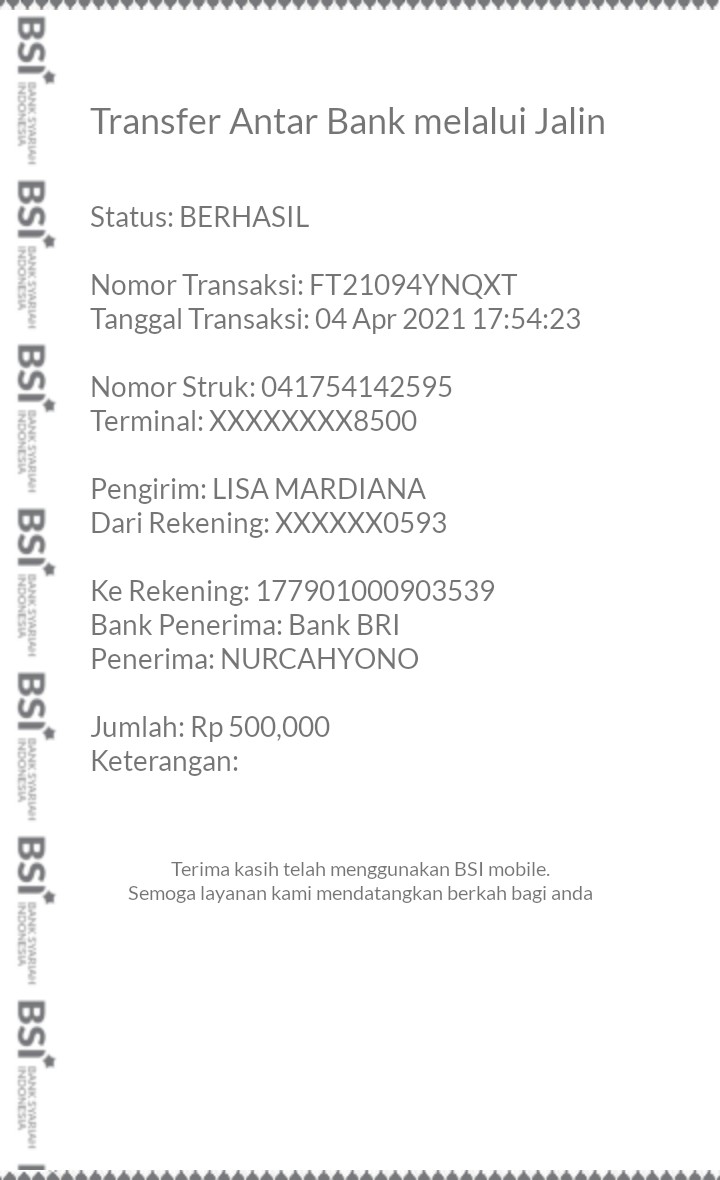 Transfer Antar Bank melalui Jalin
Status: BERHASIL
Nomor Transaksi: FT21094YNQXT
Tanggal Transaksi: 04 Apr 2021 17:54:23
Nomor Struk: 041754142595
Terminal: XXXXXXXX8500
Pengirim: LISA MARDIANA
Dari Rekening: XXXXXX0593
Ke Rekening: 177901000903539
Bank Penerima: Bank BRI
Penerima: NURCAHYONO
Jumlah: Rp 500,000
Keterangan:
Terima kasih telah menggunakan BSI mobile.
Semoga layanan kami mendatangkan berkah bagi anda
BSI
BANK SYARIAH
INDONESIA
BSI
BANK SYARIAH
INDONESIA
BSI
BANK SYARIAH
INDONESIA
BSI
BANK SYARIAH
INDONESIA
BSI
BANK SYARIAH
INDONESIA
BSI
BANK SYARIAH
INDONESIA
BSI
BANK SYARIAH
INDONESIA